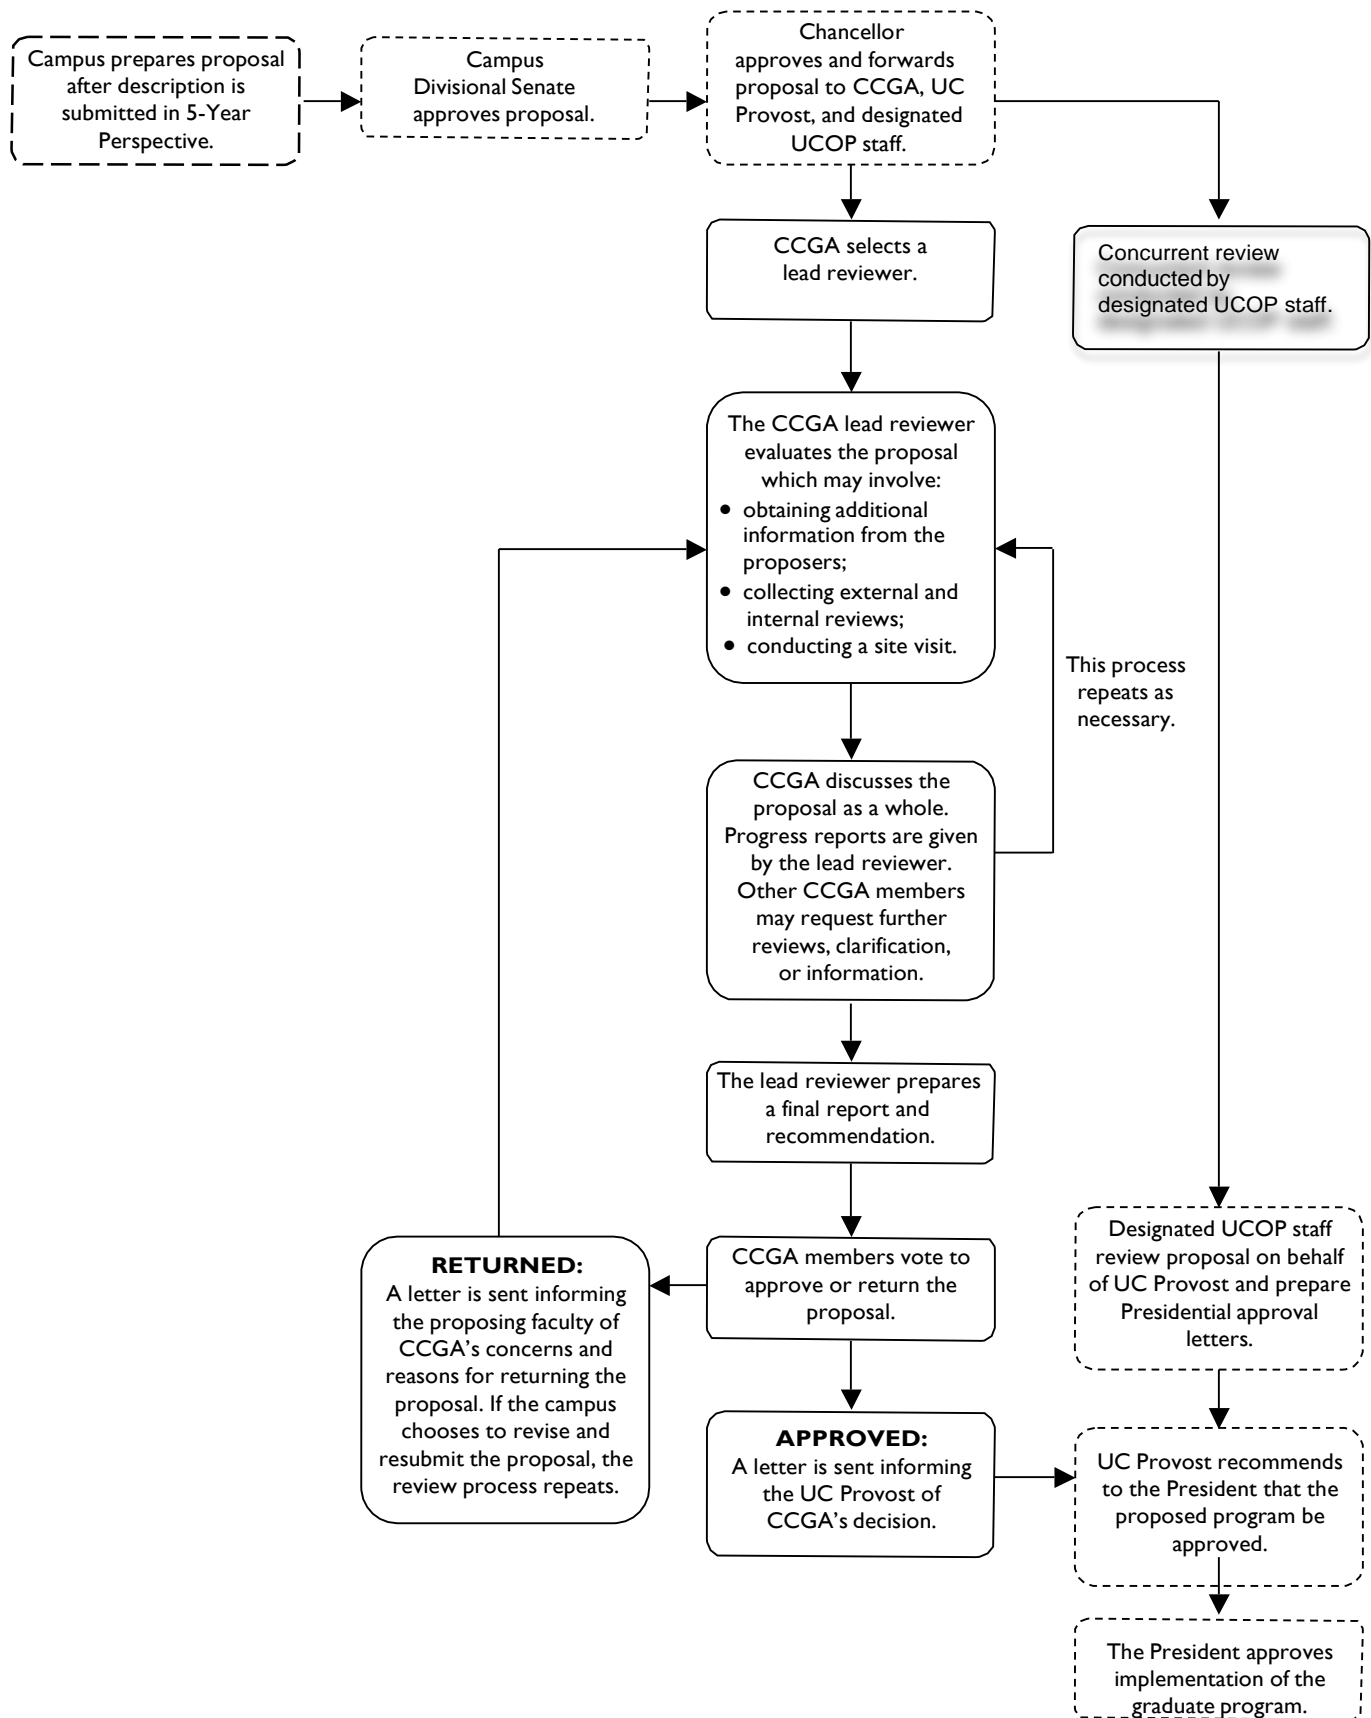 Campus prepares proposal
after description is
submitted in 5-Year
Perspective.
Campus
Divisional Senate
approves proposal.
Chancellor
approves and forwards
proposal to CCGA, UC
Provost, and designated
UCOP staff.
CCGA selects a
lead reviewer.
Concurrent review
conducted by
designated UCOP staff.
The CCGA lead reviewer
evaluates the proposal
which may involve:
• obtaining additional
information from the
proposers;
• collecting external and
internal reviews;
• conducting a site visit.
This process
repeats as
necessary.
CCGA discusses the
proposal as a whole.
Progress reports are given
by the lead reviewer.
Other CCGA members
may request further
reviews, clarification,
or information.
The lead reviewer prepares
a final report and
recommendation.
CCGA members vote to
approve or return the
proposal.
RETURNED:
A letter is sent informing
the proposing faculty of
CCGA’s concerns and
reasons for returning the
proposal. If the campus
chooses to revise and
resubmit the proposal, the
review process repeats.
APPROVED:
A letter is sent informing
the UC Provost of
CCGA’s decision.
Designated UCOP staff
review proposal on behalf
of UC Provost and prepare
Presidential approval
letters.
UC Provost recommends
to the President that the
proposed program be
approved.
The President approves
implementation of the
graduate program.